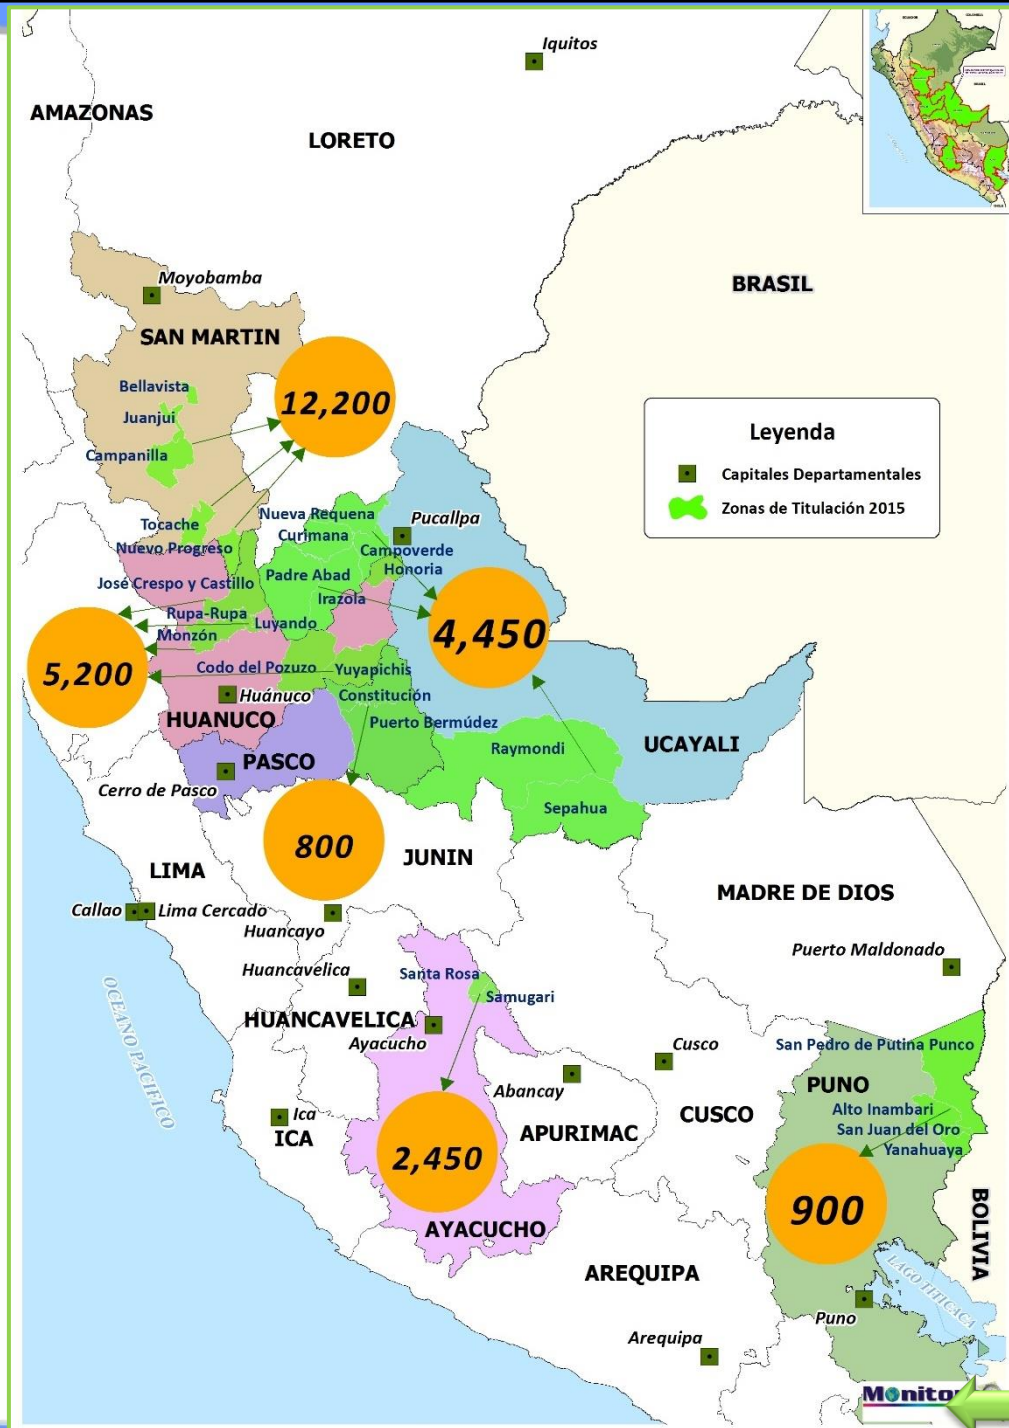 Iquitos
AMAZONAS
LORETO
BRASIL
Moyobamba
SAN MARTIN
Bellavista
12,200
Juanjui
Campanilla
Leyenda
Capitales Departamentales
Zonas de Titulación 2015
Tocache
Nueva Requena
Pucallpa
Curimana
Nuevo Progreso
Campoverde
Honoria
José Crespo y Castillo
Padre Abad
Irazola
Rupa-Rupa
Luyando
Monzón
4,450
5,200
Codo del Pozuzo
Yuyapichis
Huánuco
Constitución
HUANUCO
Puerto Bermúdez
PASCO
Raymondi
UCAYALI
Cerro de Pasco
Sepahua
800
JUNIN
LIMA
MADRE DE DIOS
Callao
Lima Cercado
Huancayo
Puerto Maldonado
Huancavelica
Santa Rosa
Samugari
OCEANO PACIFICO
HUANCAVELICA
Ayacucho
Cusco
San Pedro de Putina Punco
Abancay
PUNO
Ica
ICA
APURIMAC
CUSCO
Alto Inambari
San Juan del Oro
Yanahuaya
2,450
900
AYACUCHO
BOLIVIA
AREQUIPA
LAGO TITICACA
Puno
Arequipa
Monitor